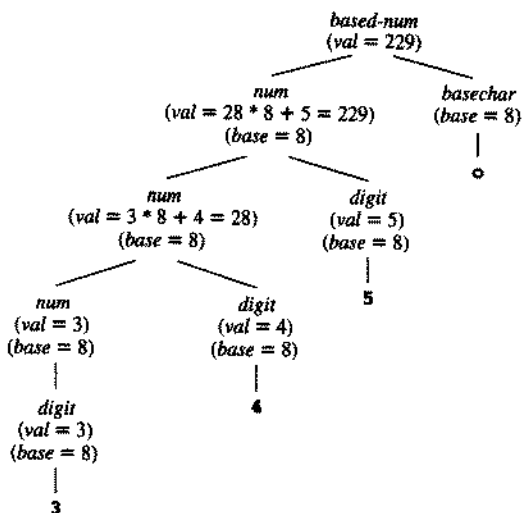 based-num
(val = 229)
num
(val = 28 * 8 + 5 = 229)
(base = 8)
basechar
(base = 8)
o
num
(val = 3 * 8 + 4 = 28)
(base = 8)
digit
(val = 5)
(base = 8)
5
num
(val = 3)
(base = 8)
digit
(val = 4)
(base = 8)
4
digit
(val = 3)
(base = 8)
3